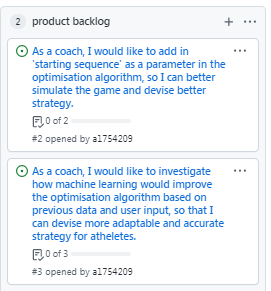 2 product backlog + ...
As a coach, I would like to add in
'starting sequence' as a parameter in the
optimisation algorithm, so I can better
simulate the game and devise better
strategy.
0 of 2
#2 opened by a1754209
As a coach, I would like to investigate
how machine learning would improve
the optimisation algorithm based on
previous data and user input, so that I
can devise more adaptable and accurate
strategy for atheletes.
0 of 3
#3 opened by a1754209